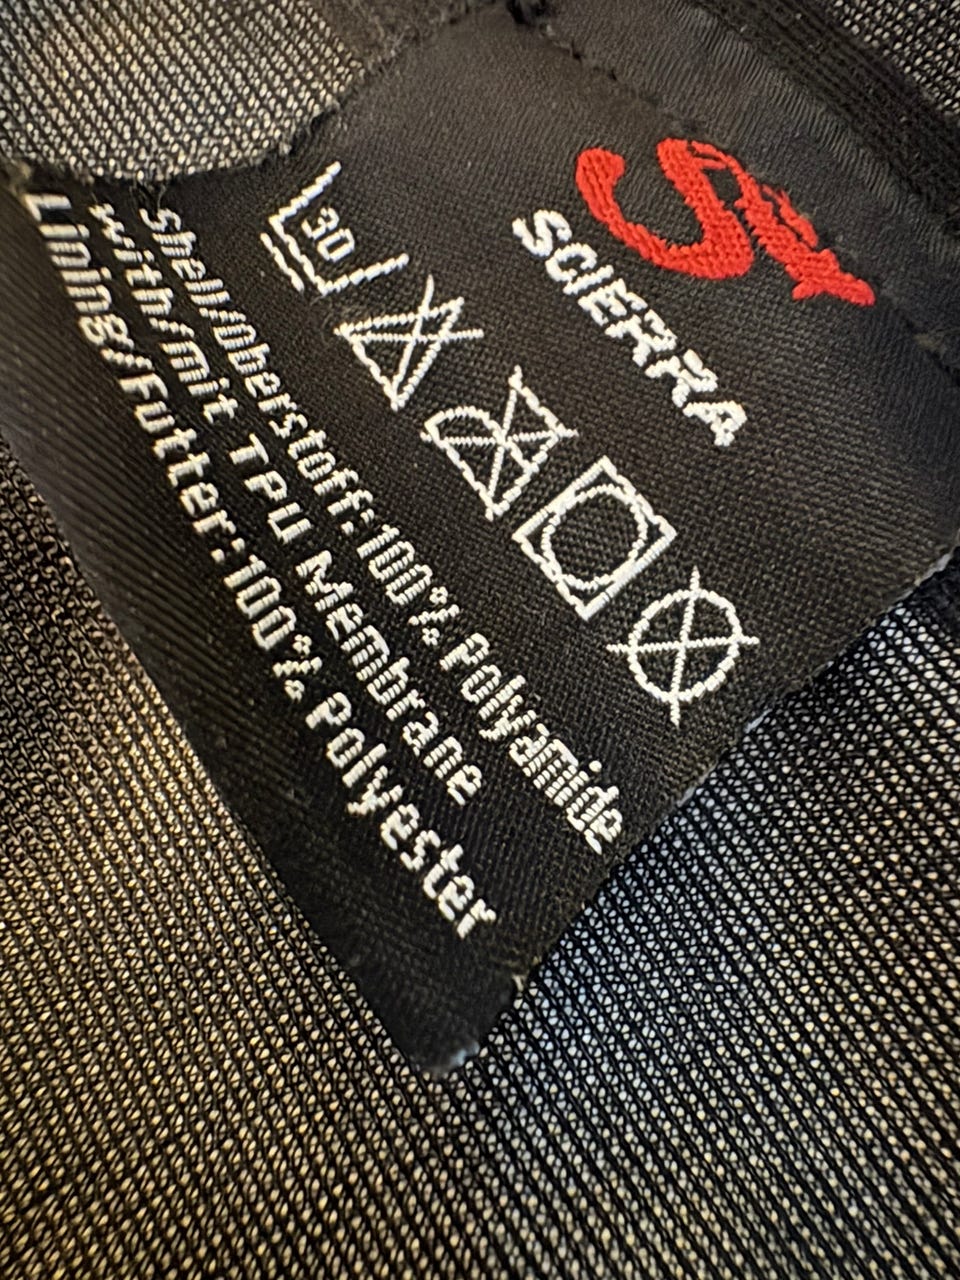 SCIERRA
30
Shell/Oberstoff:100% Polyamide
with/mit TPU Membrane
Lining/Futter:100% Polyester